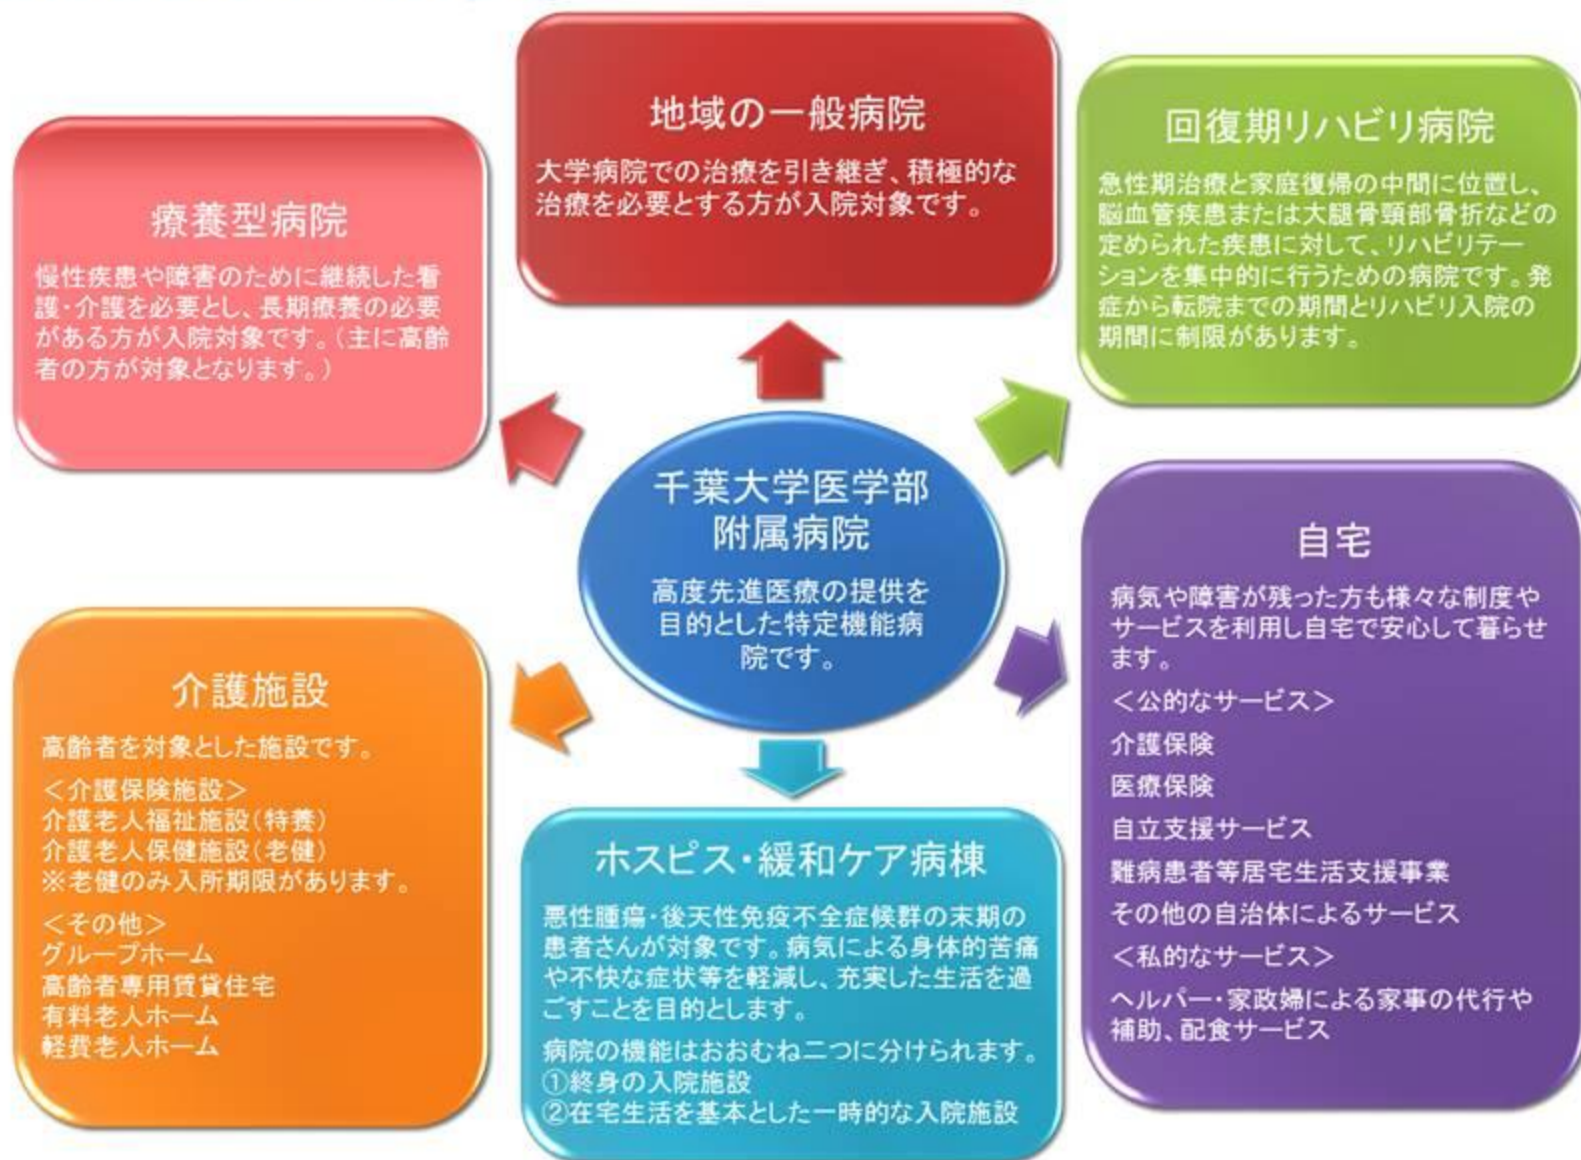 地域の一般病院
大学病院での治療を引き継ぎ、積極的な
治療を必要とする方が入院対象です。
回復期リハビリ病院
急性期治療と家庭復帰の中間に位置し、
脳血管疾患または大腿骨頸部骨折などの
定められた疾患に対して、リハビリテー
ションを集中的に行うための病院です。発
症から転院までの期間とリハビリ入院の
期間に制限があります。
療養型病院
慢性疾患や障害のために継続した看
護・介護を必要とし、長期療養の必要
がある方が入院対象です。(主に高齢
者の方が対象となります。)
千葉大学医学部
附属病院
高度先進医療の提供を
目的とした特定機能病
院です。
自宅
病気や障害が残った方も様々な制度や
サービスを利用し自宅で安心して暮らせ
ます。
＜公的なサービス＞
介護保険
医療保険
自立支援サービス
難病患者等居宅生活支援事業
その他の自治体によるサービス
＜私的なサービス＞
ヘルパー・家政婦による家事の代行や
補助、配食サービス
介護施設
高齢者を対象とした施設です。
＜介護保険施設＞
介護老人福祉施設(特養)
介護老人保健施設(老健)
※老健のみ入所期限があります。
＜その他＞
グループホーム
高齢者専用賃貸住宅
有料老人ホーム
軽費老人ホーム
ホスピス・緩和ケア病棟
悪性腫瘍・後天性免疫不全症候群の末期の
患者さんが対象です。病気による身体的苦痛
や不快な症状等を軽減し、充実した生活を過
ごすことを目的とします。
病院の機能はおおむね二つに分けられます。
①終身の入院施設
②在宅生活を基本とした一時的な入院施設